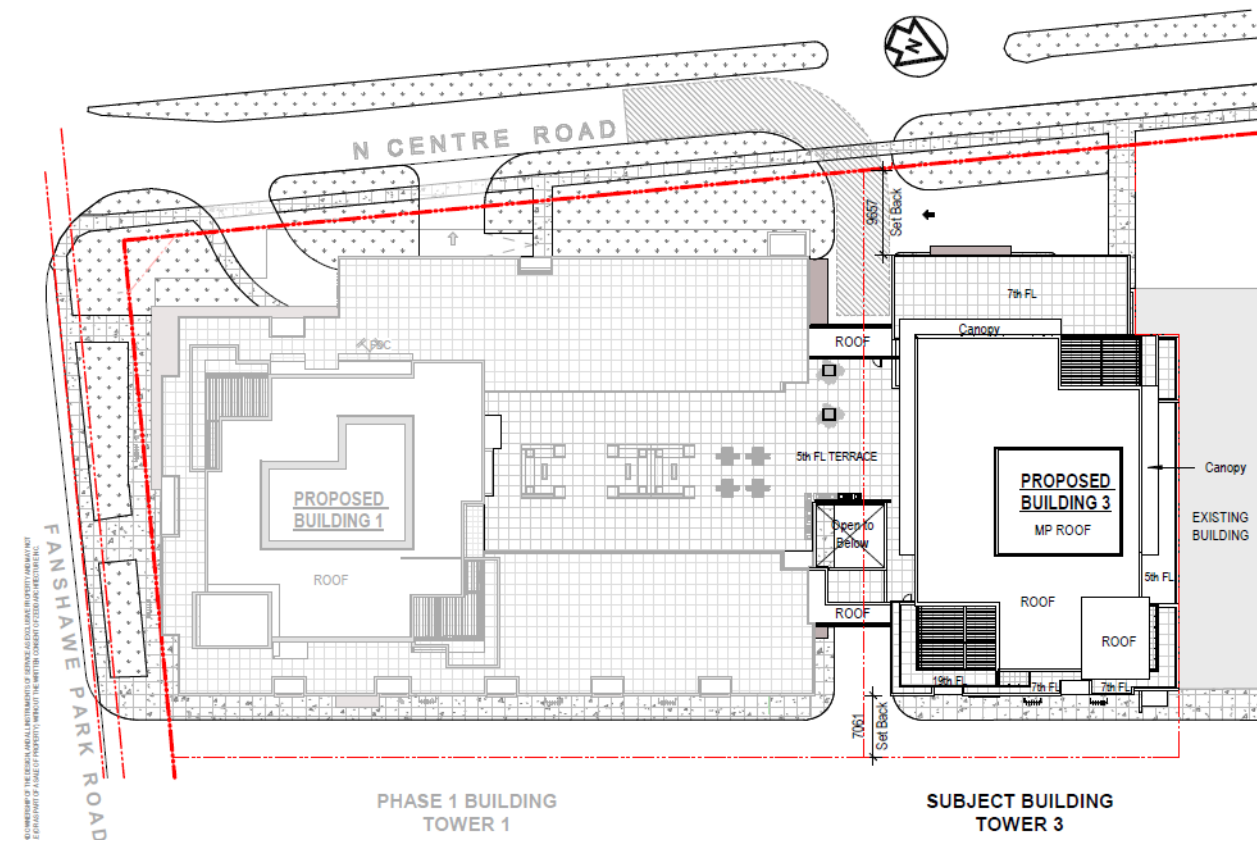 N
N CENTRE ROAD
9657
Set Back
7th FL
Canopy
ROOF
FDC
5th FL TERRACE
PROPOSED
BUILDING 1
ROOF
Open to
Below
ROOF
PROPOSED
BUILDING 3
MP ROOF
ROOF
ROOF
Canopy
EXISTING
BUILDING
5th FL
19th FL
7th FL
7th FL
7061
Set Back
FANSHAWE PARK ROAD
PHASE 1 BUILDING
TOWER 1
SUBJECT BUILDING
TOWER 3